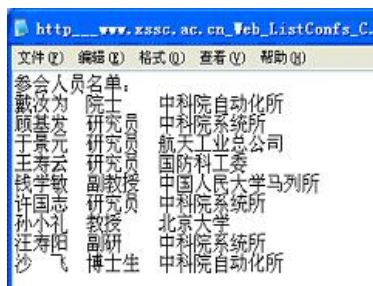 http___www.xssc.ac.cn_Web_ListConfs_C.
文件(F) 编辑(E) 格式(O) 查看(V) 帮助(H)
参会人员名单:
戴汝为 院士 中科院自动化所
顾基发 研究员 中科院系统所
于景元 研究员 航天工业总公司
王寿云 研究员 国防科工委
钱学敏 副教授 中国人民大学马列所
许国志 研究员 中科院系统所
孙小礼 教授 北京大学
汪寿阳 副研 中科院系统所
沙 飞 博士生 中科院自动化所